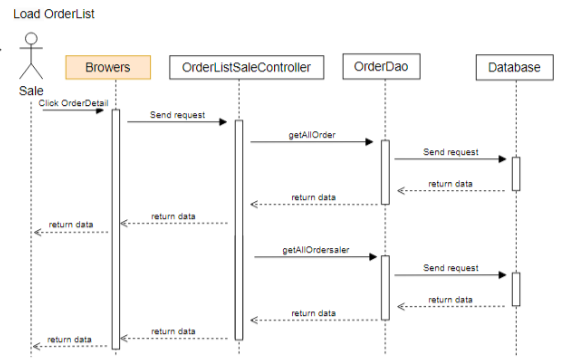 Load OrderList
Browers
OrderListSaleController
OrderDao
Database
Sale
Click OrderDetail
Send request
getAllOrder
Send request
return data
return data
return data
return data
getAllOrdersaler
Send request
return data
return data
return data
return data